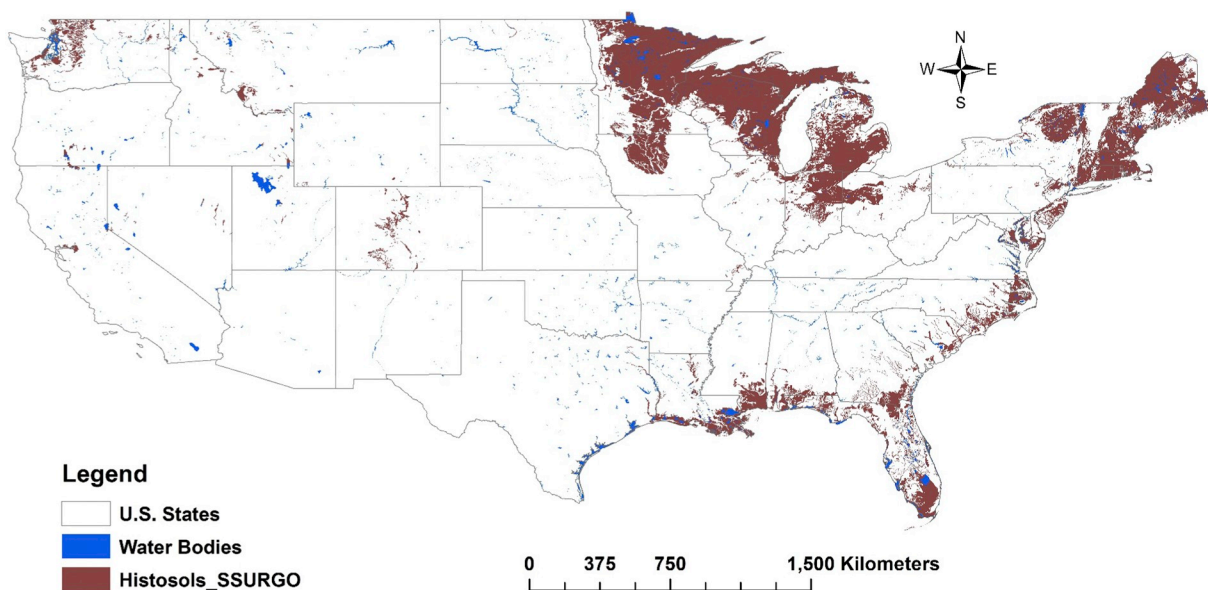 N
W E
S
Legend
U.S. States
Water Bodies
Histosols_SSURGO
0 375 750 1,500 Kilometers